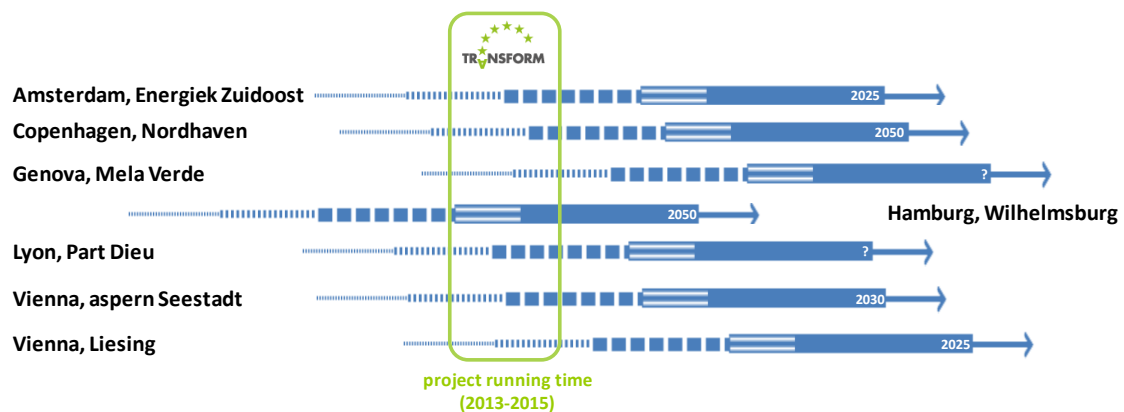 TRANSFORM
Amsterdam, Energiek Zuidoost
2025
Copenhagen, Nordhaven
2050
Genova, Mela Verde
?
2050
Hamburg, Wilhelmsburg
Lyon, Part Dieu
?
Vienna, aspern Seestadt
2030
Vienna, Liesing
2025
project running time
(2013-2015)